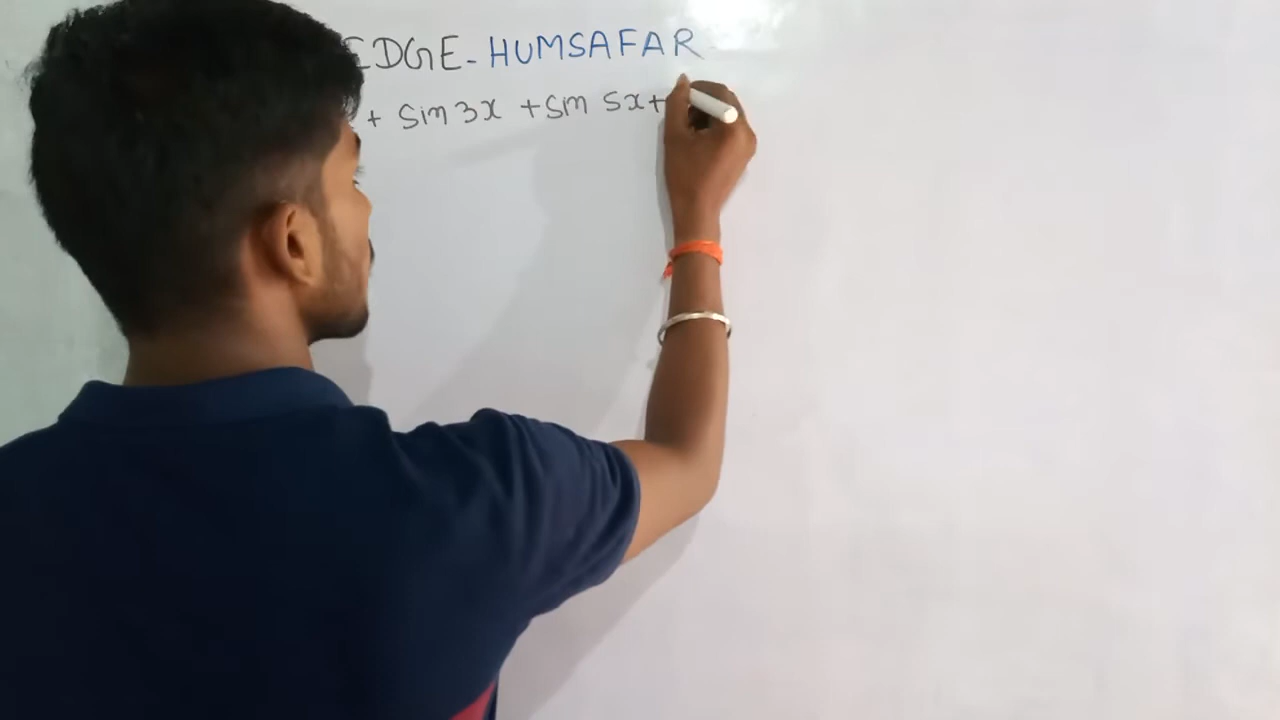 EDGE - HUMSAFAR
+ sin 3x + sin 5x +